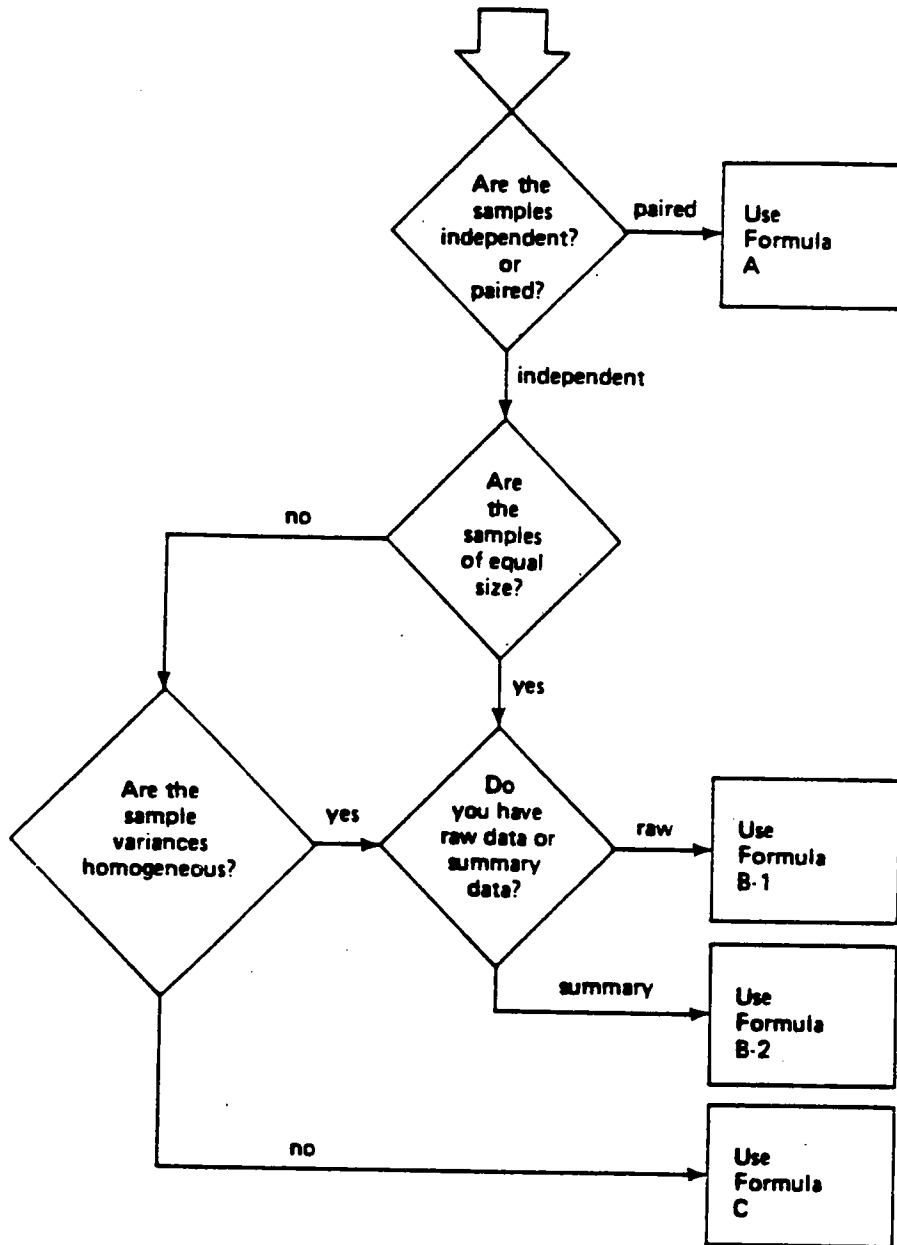 Are the
samples
independent?
or
paired?
paired
Use
Formula
A
independent
Are
the
samples
of equal
size?
no
yes
Are the
sample
variances
homogeneous?
yes
Do
you have
raw data or
summary
data?
raw
Use
Formula
B-1
summary
Use
Formula
B-2
no
Use
Formula
C